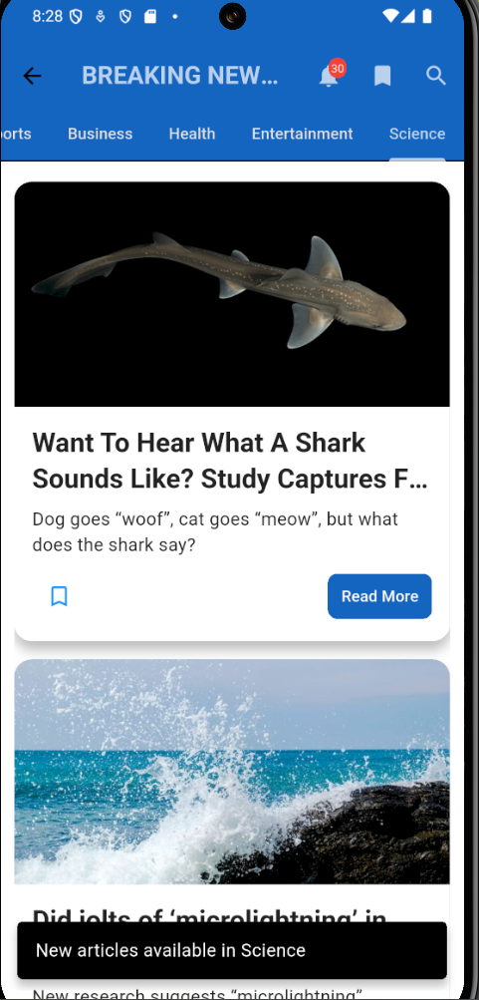 8:28
BREAKING NEW...
30
orts Business Health Entertainment Science
Want To Hear What A Shark
Sounds Like? Study Captures F...
Dog goes “woof”, cat goes “meow”, but what
does the shark say?
Read More
Did jolts of ‘microlightning’ in
New articles available in Science
New research suggests “microlightning”